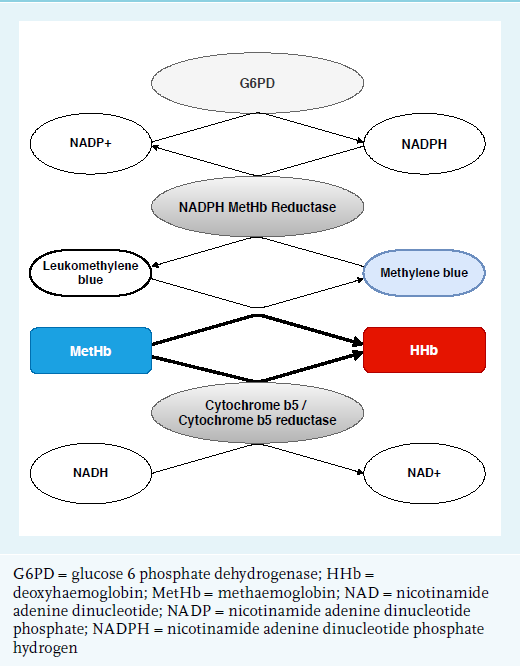 G6PD
NADP+
NADPH
NADPH MetHb Reductase
Leukomethylene
blue
Methylene blue
MetHb
HHb
Cytochrome b5 /
Cytochrome b5 reductase
NADH
NAD+
G6PD = glucose 6 phosphate dehydrogenase; HHb =
deoxyhaemoglobin; MetHb = methaemoglobin; NAD = nicotinamide
adenine dinucleotide; NADP = nicotinamide adenine dinucleotide
phosphate; NADPH = nicotinamide adenine dinucleotide phosphate
hydrogen